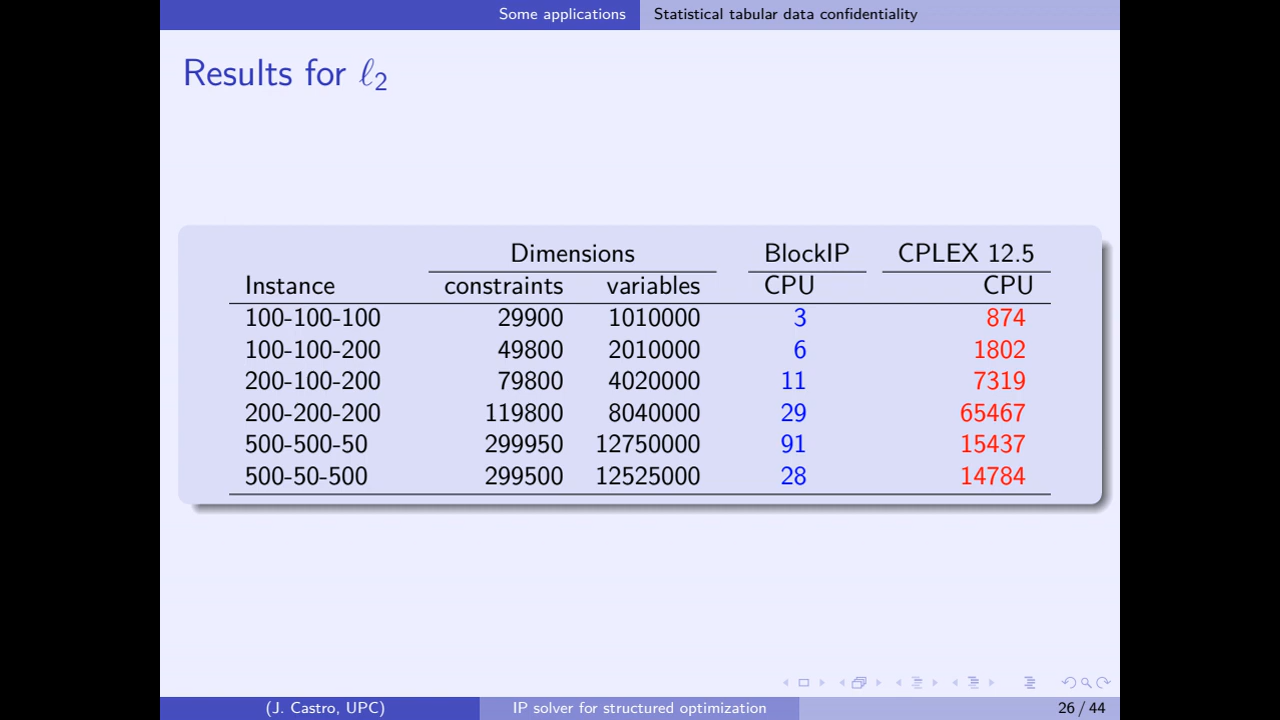 Some applications Statistical tabular data confidentiality
Results for ℓ2
Dimensions BlockIP CPLEX 12.5
Instance constraints variables CPU CPU
100-100-100 29900 1010000 3 874
100-100-200 49800 2010000 6 1802
200-100-200 79800 4020000 11 7319
200-200-200 119800 8040000 29 65467
500-500-50 299950 12750000 91 15437
500-50-500 299500 12525000 28 14784
(J. Castro, UPC) IP solver for structured optimization 26 / 44